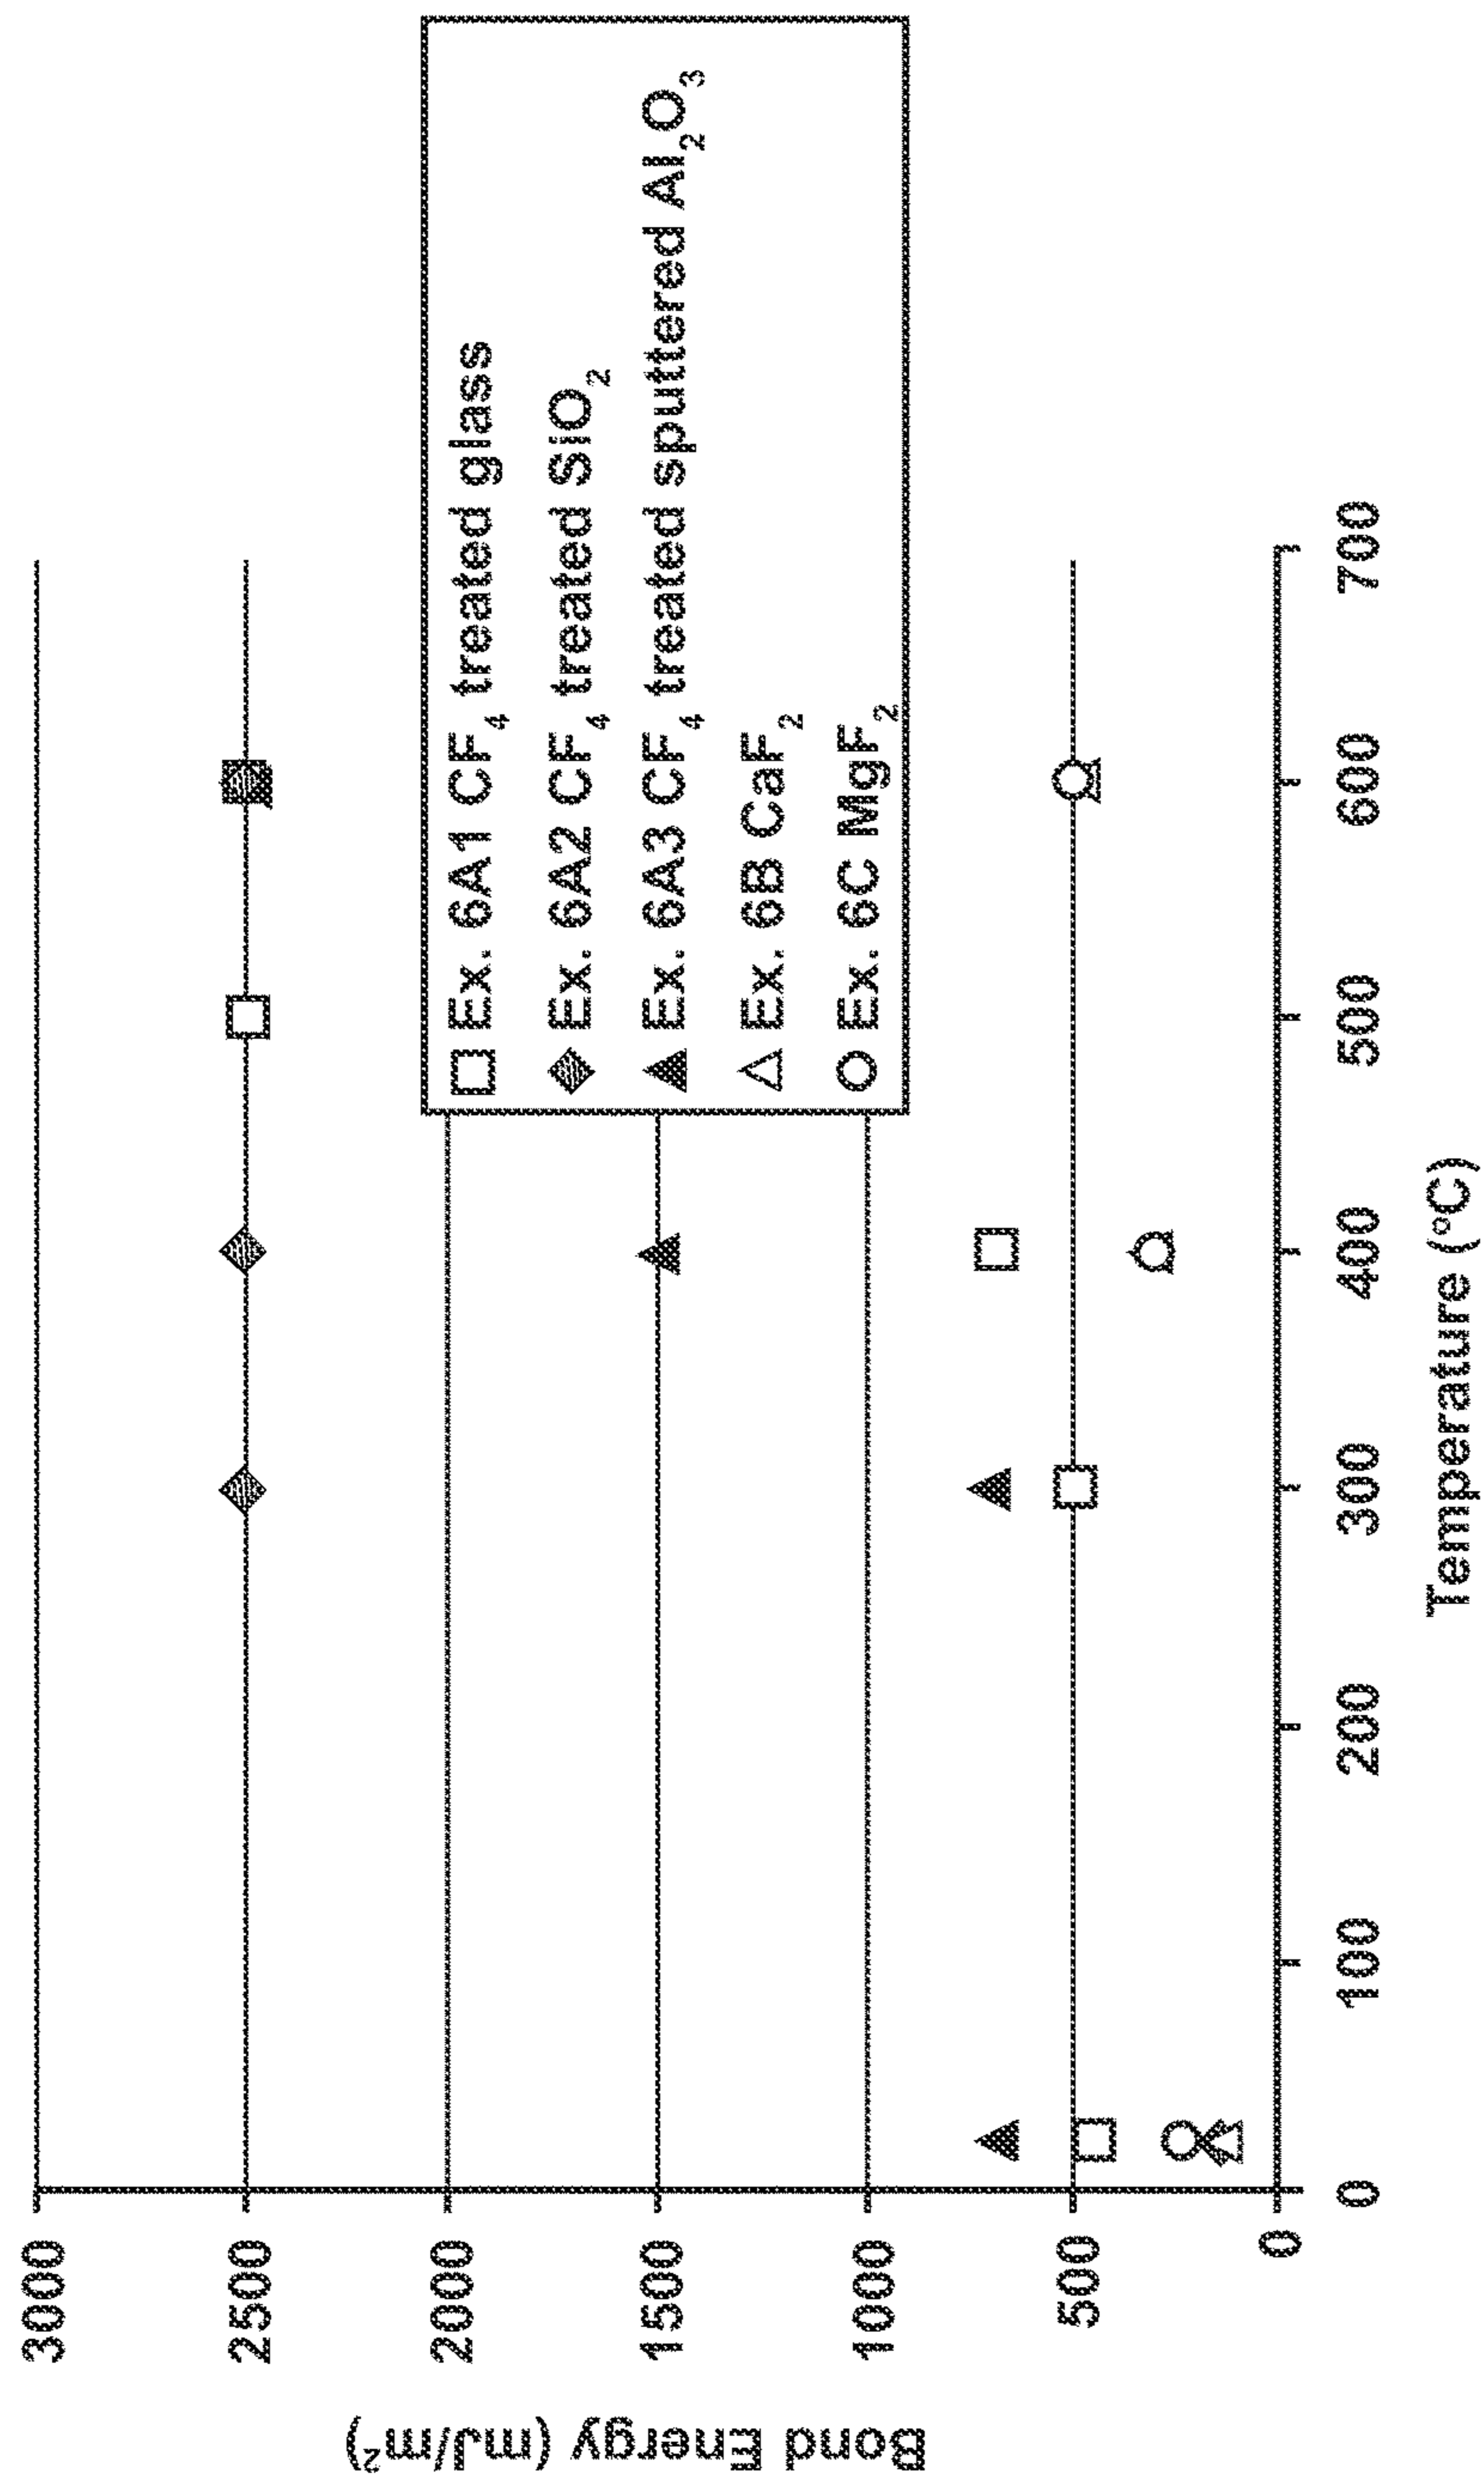 3000
2500
2000
1500
1000
500
0
Bond Energy (mJ/m²)
0
100
200
300
400
500
600
700
Temperature (°C)
Ex. 6A1 CF₄ treated glass
Ex. 6A2 CF₄ treated SiO₂
Ex. 6A3 CF₄ treated sputtered Al₂O₃
Ex. 6B CaF₂
Ex. 6C MgF₂